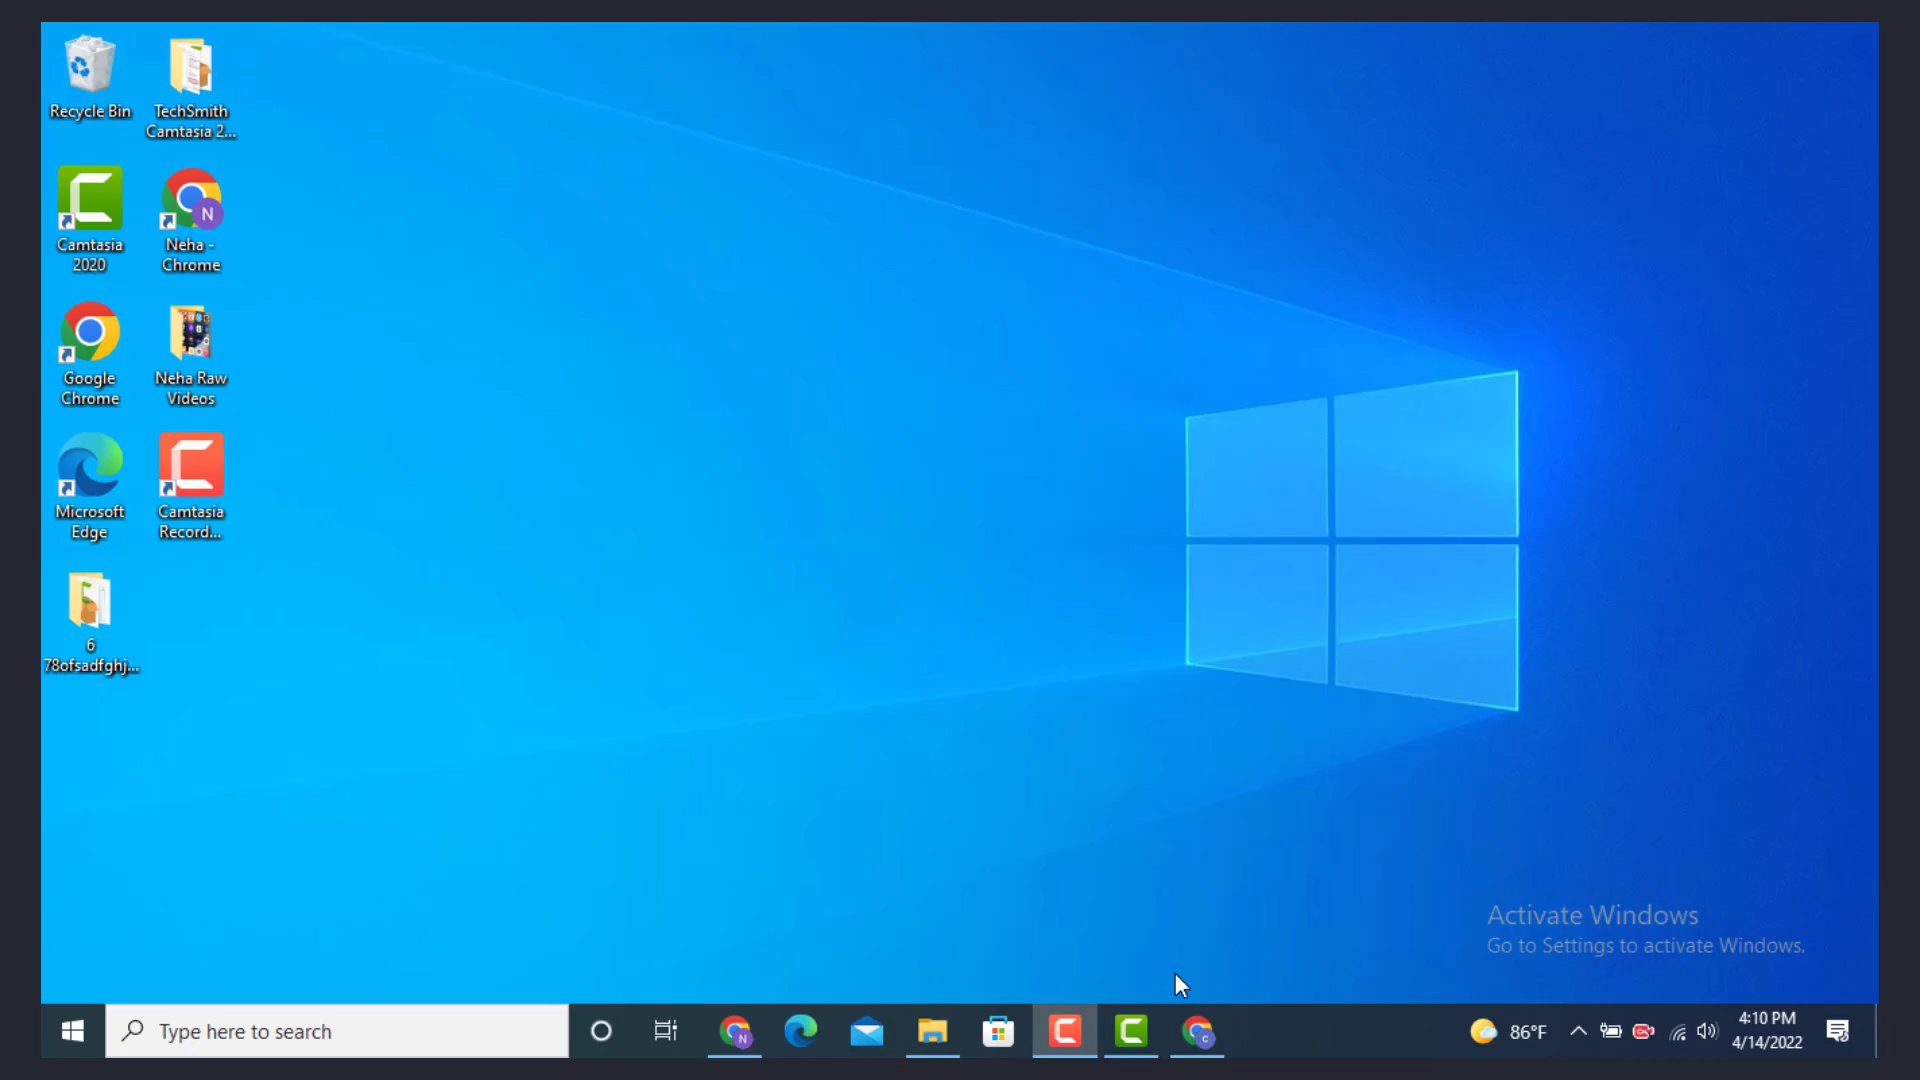 Recycle Bin
TechSmith
Camtasia 2...
Camtasia
2020
N
Neha -
Chrome
Google
Chrome
Neha Raw
Videos
Microsoft
Edge
Camtasia
Record...
6
78ofsadfghj...
Activate Windows
Go to Settings to activate Windows.
Type here to search
N
c
86°F
4:10 PM
4/14/2022